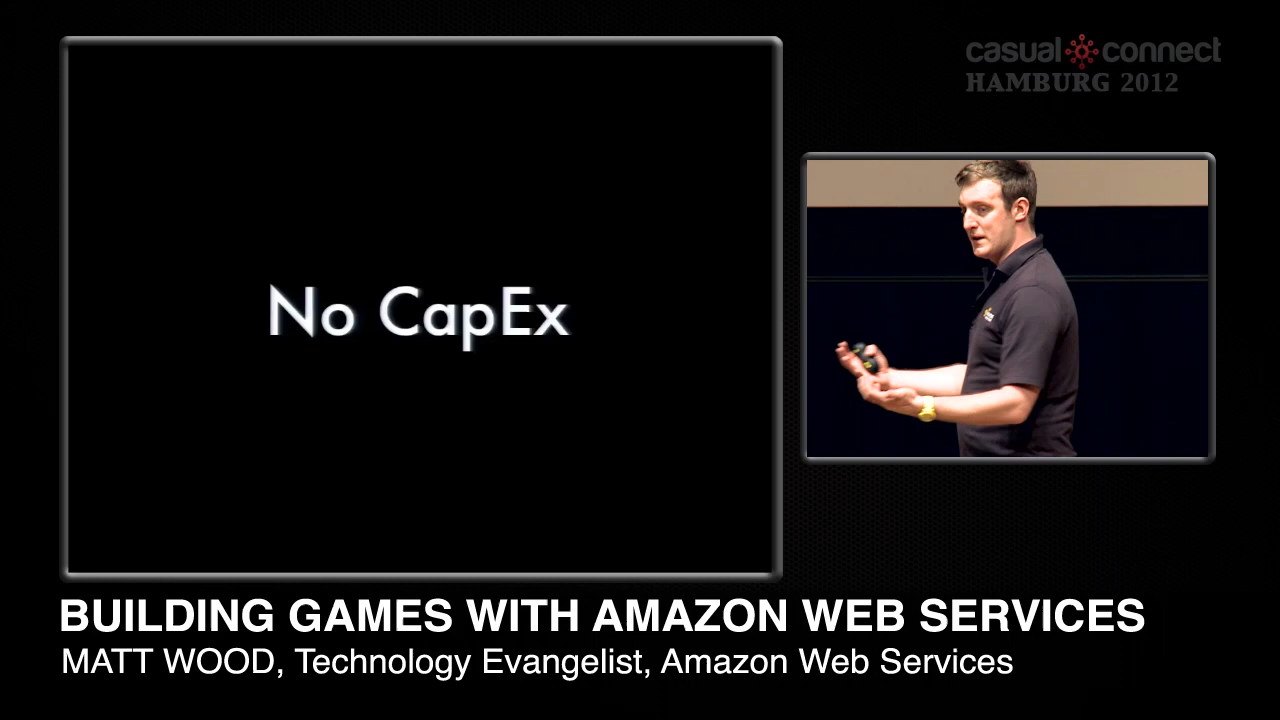 casual connect
HAMBURG 2012
No CapEx
BUILDING GAMES WITH AMAZON WEB SERVICES
MATT WOOD, Technology Evangelist, Amazon Web Services